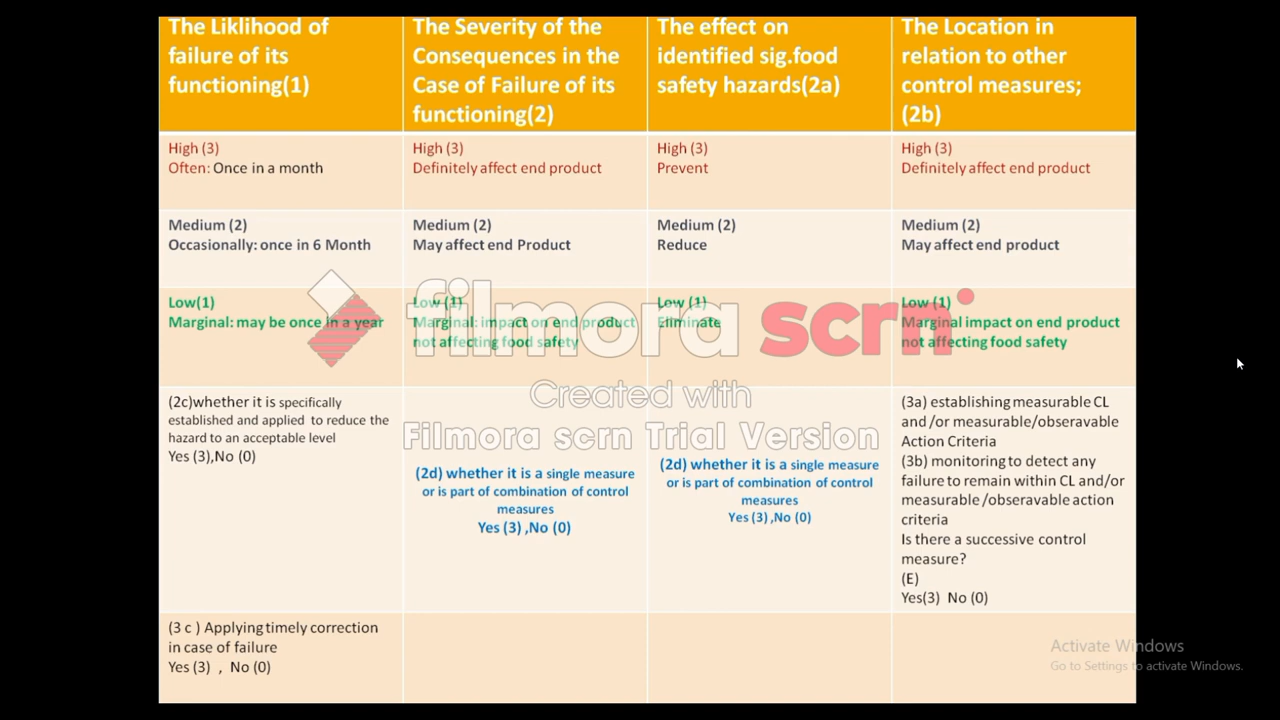 The Liklihood of
failure of its
functioning(1)
The Severity of the
Consequences in the
Case of Failure of its
functioning(2)
The effect on
identified sig.food
safety hazards(2a)
The Location in
relation to other
control measures;
(2b)
High (3)
Often: Once in a month
High (3)
Definitely affect end product
High (3)
Prevent
High (3)
Definitely affect end product
Medium (2)
Occasionally: once in 6 Month
Medium (2)
May affect end Product
Medium (2)
Reduce
Medium (2)
May affect end product
Low(1)
Marginal: may be once in a year
Low (1)
Marginal: impact on end product
not affecting food safety
Low (1)
Eliminate
Low (1)
Marginal impact on end product
not affecting food safety
filmora scrn
Created with
Filmora scrn Trial Version
(2c)whether it is specifically
established and applied to reduce the
hazard to an acceptable level
Yes (3),No (0)
(2d) whether it is a single measure
or is part of combination of control
measures
Yes (3) ,No (0)
(2d) whether it is a single measure
or is part of combination of control
measures
Yes (3) ,No (0)
(3a) establishing measurable CL
and /or measurable/obseravable
Action Criteria
(3b) monitoring to detect any
failure to remain within CL and/or
measurable /obseravable action
criteria
Is there a successive control
measure?
(E)
Yes(3) No (0)
(3 c ) Applying timely correction
in case of failure
Yes (3) , No (0)
Activate Windows
Go to Settings to activate Windows.